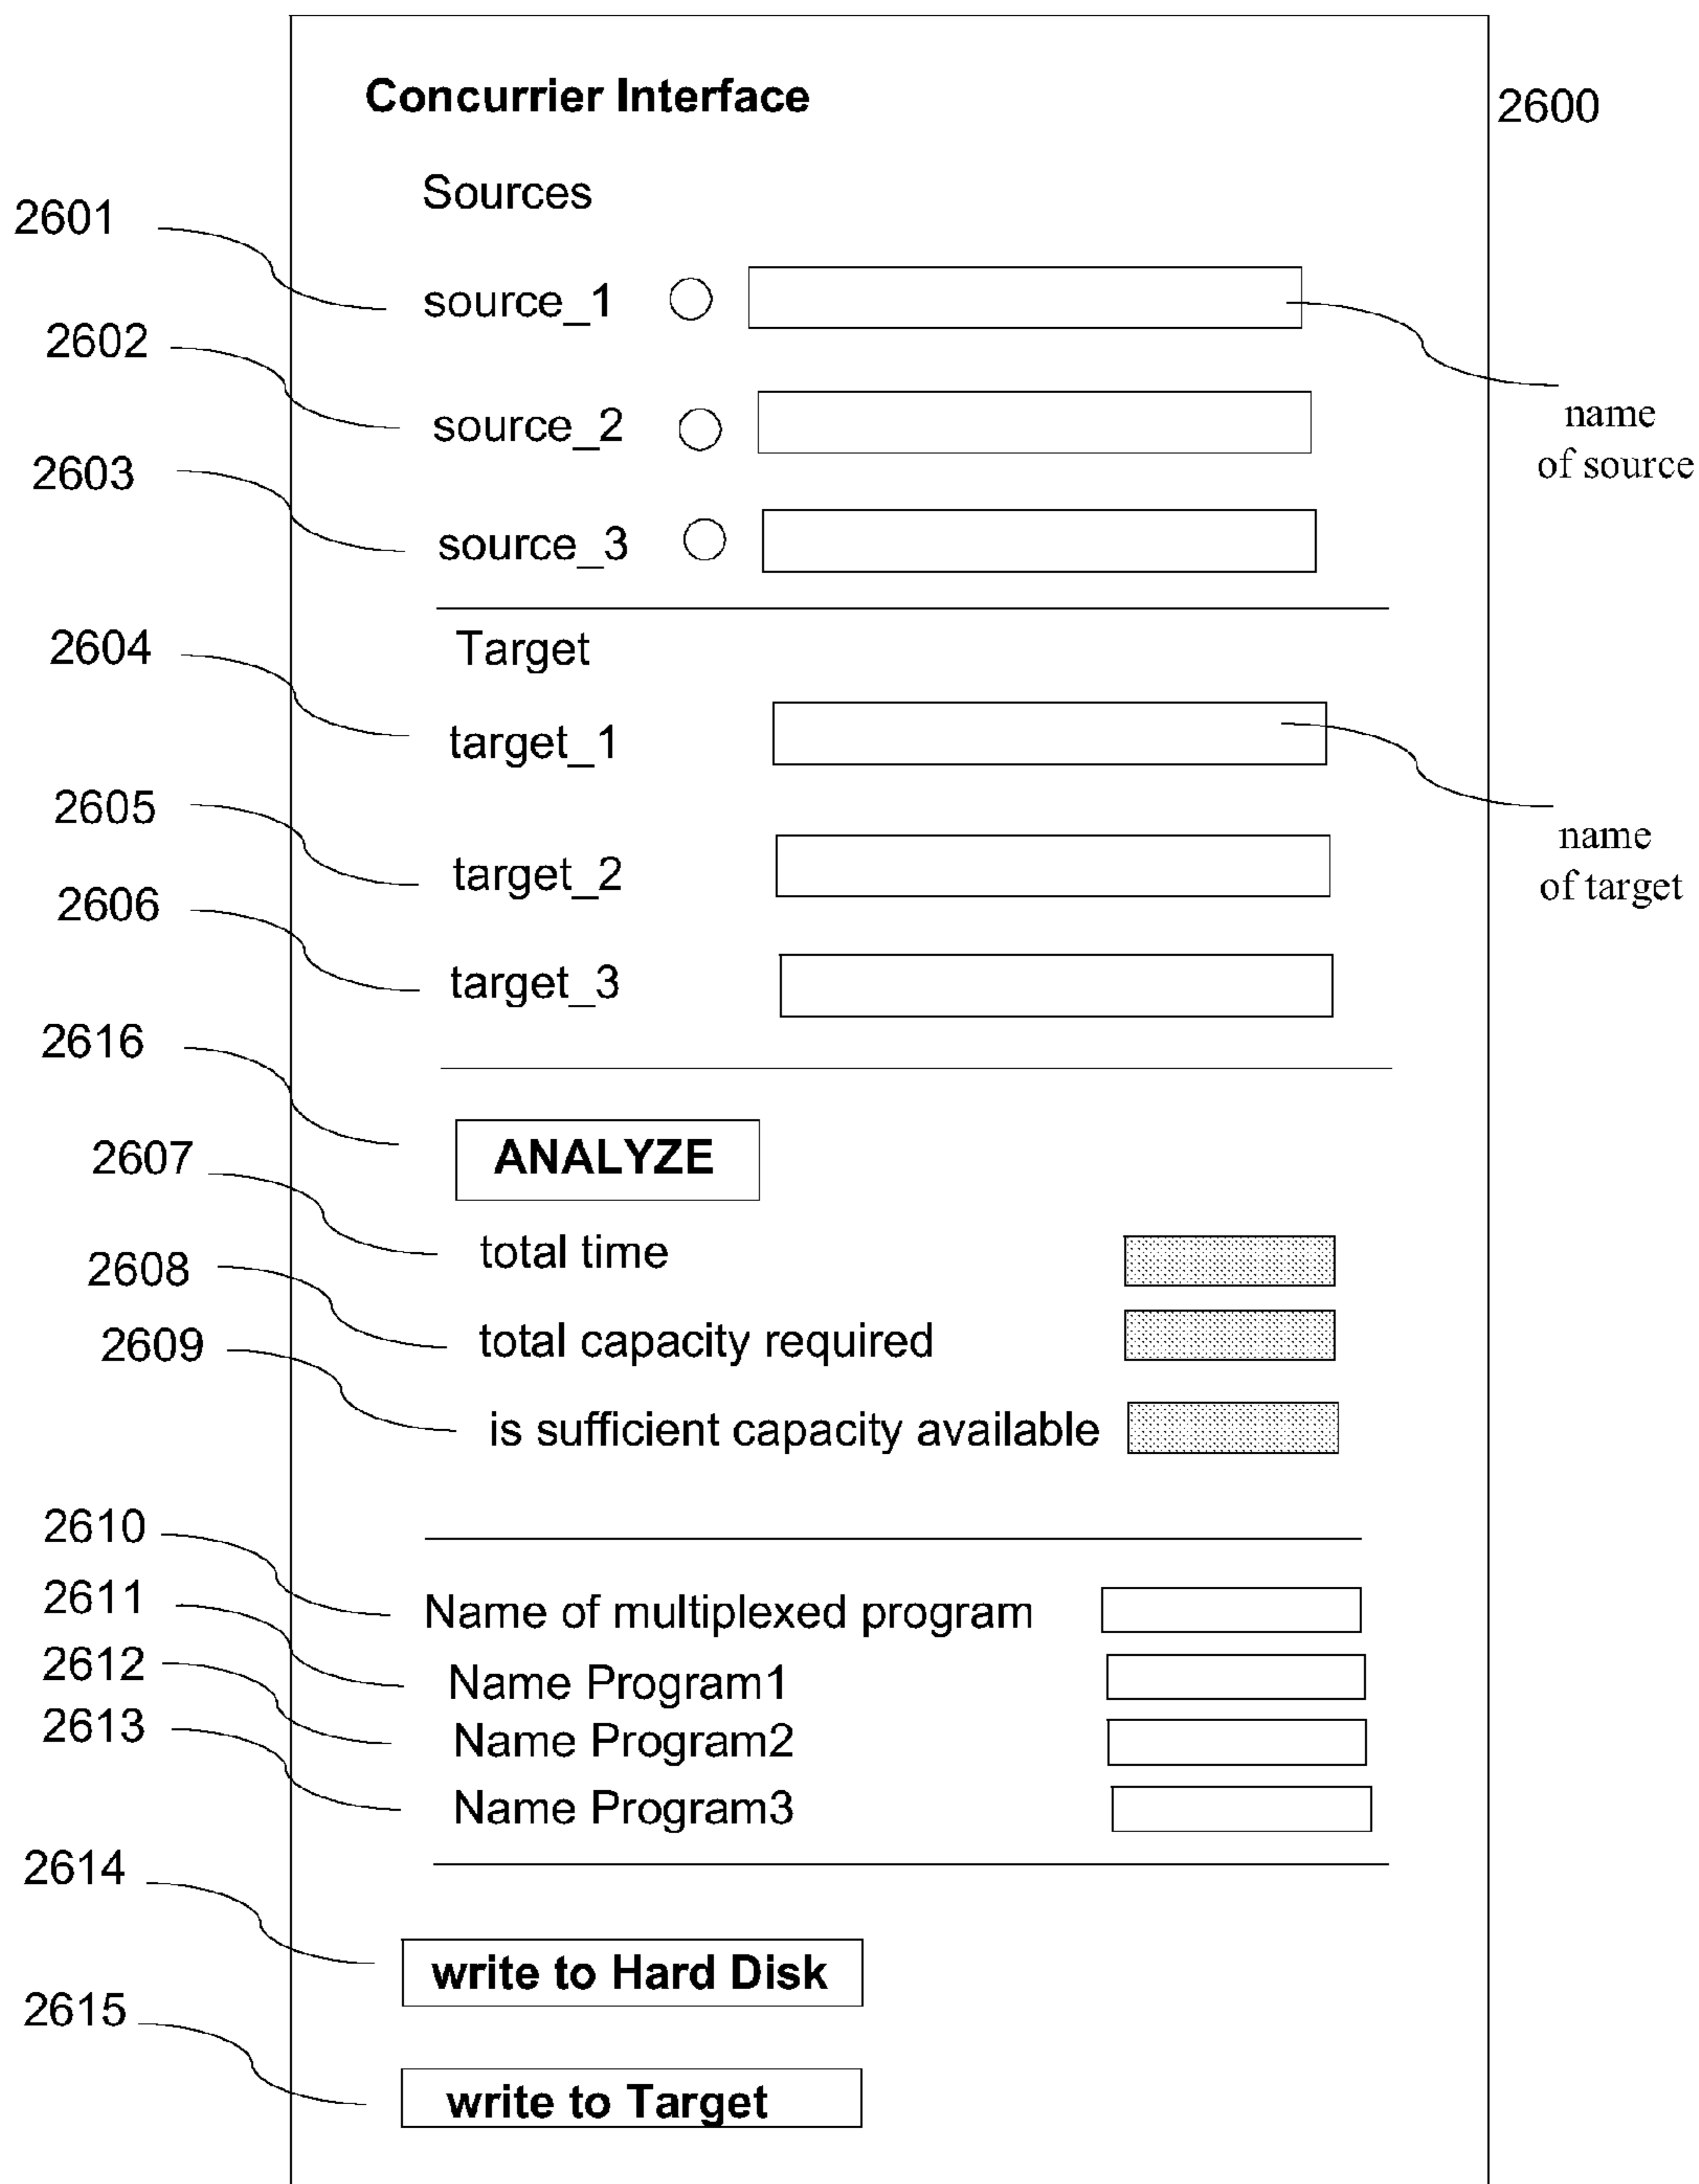 Concurrier Interface
2600
Sources
2601
source_1
2602
name
of source
source_2
2603
source_3
2604
Target
target_1
2605
name
of target
target_2
2606
target_3
2616
ANALYZE
2607
total time
2608
total capacity required
2609
is sufficient capacity available
2610
Name of multiplexed program
2611
Name Program1
2612
Name Program2
2613
Name Program3
2614
write to Hard Disk
2615
write to Target